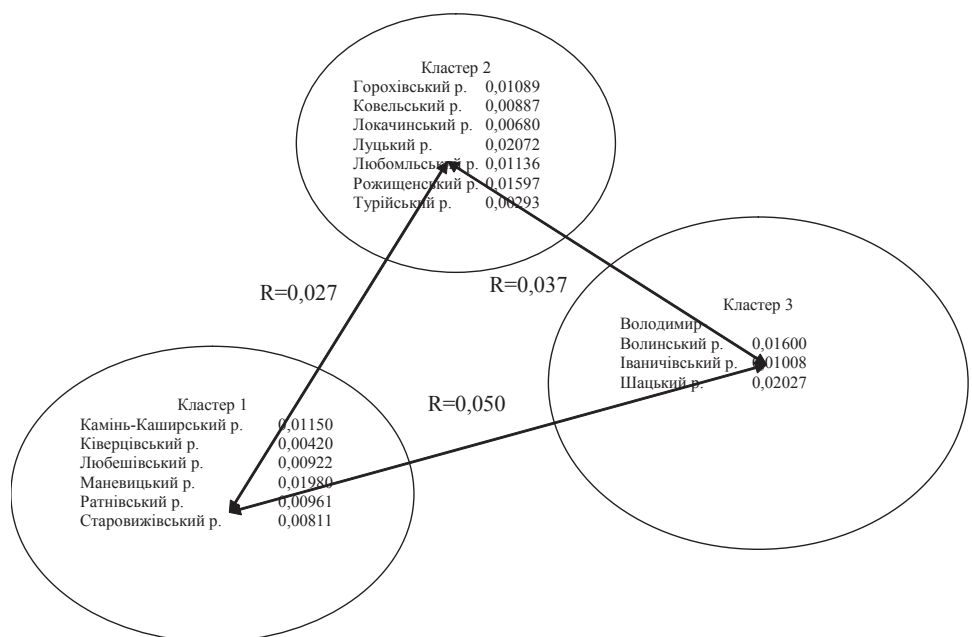 Кластер 2
Горохівський р. 0,01089
Ковельський р. 0,00887
Локачинський р. 0,00680
Луцький р. 0,02072
Любомльський р. 0,01136
Рожищенський р. 0,01597
Турійський р. 0,00293
R=0,027
R=0,037
Кластер 3
Володимир-
Волинський р. 0,01600
Іваничівський р. 0,01008
Шацький р. 0,02027
R=0,050
Кластер 1
Камінь-Каширський р. 0,01150
Ківерцівський р. 0,00420
Любешівський р. 0,00922
Маневицький р. 0,01980
Ратнівський р. 0,00961
Старовижівський р. 0,00811